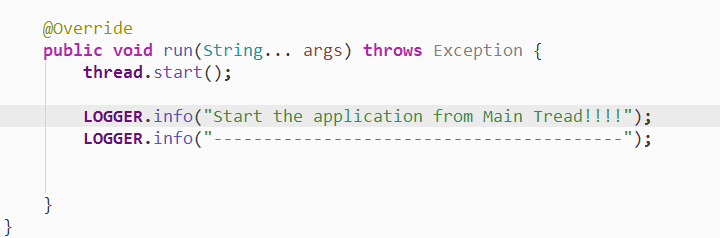 @Override
public void run(String... args) throws Exception {
thread.start();
LOGGER.info("Start the application from Main Tread!!!!");
LOGGER.info("-----------------------------------------");
}
}